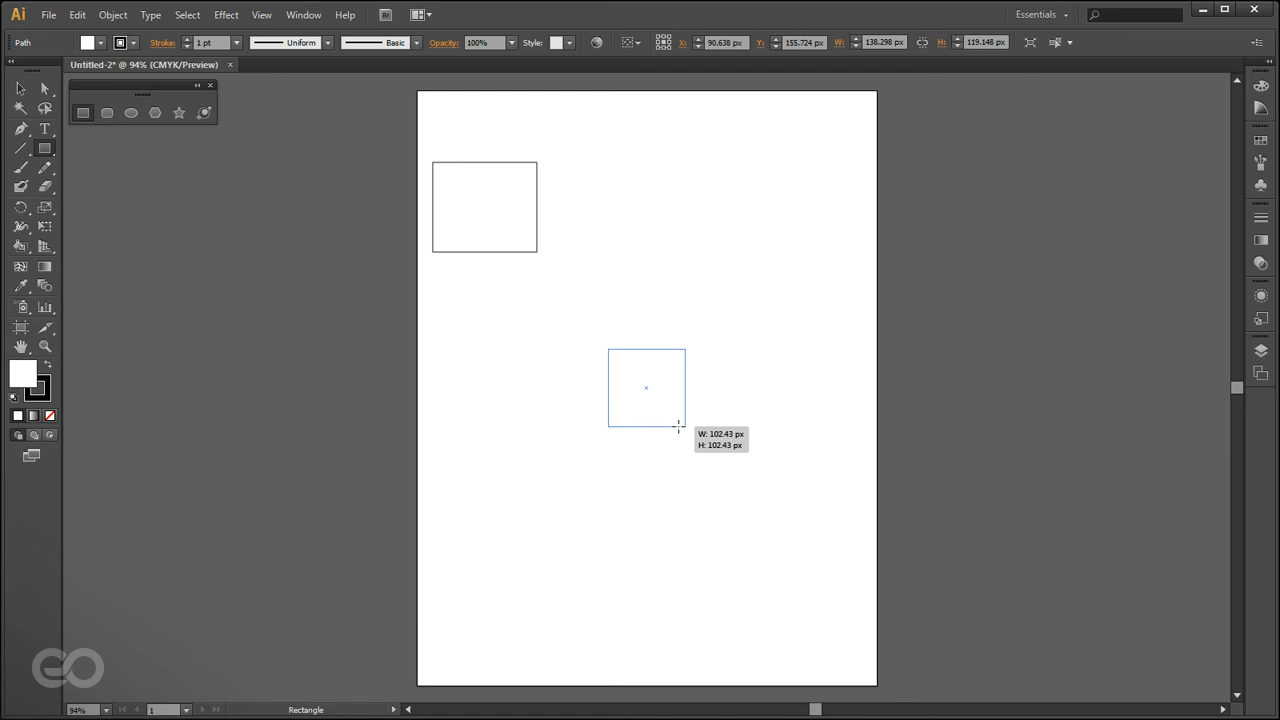 Ai File Edit Object Type Select Effect View Window Help Br Essentials
Path Stroke: 1 pt Uniform Basic Opacity: 100% Style: X: 90.638 px Y: 155.724 px W: 138.298 px H: 119.148 px
Untitled-2* @ 94% (CMYK/Preview)
W: 102.43 px
H: 102.43 px
94% 1 Rectangle